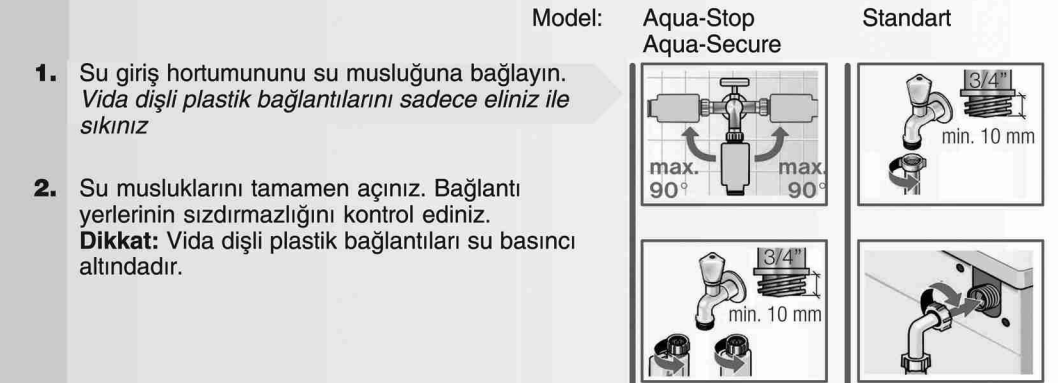 Model: Aqua-Stop Standart
Aqua-Secure
1. Su giriş hortumununu su musluğuna bağlayın.
Vida dişli plastik bağlantılarını sadece eliniz ile
sıkınız
2. Su musluklarını tamamen açınız. Bağlantı
yerlerinin sızdırmazlığını kontrol ediniz.
Dikkat: Vida dişli plastik bağlantıları su basıncı
altındadır.
max. max.
90° 90°
3/4"
min. 10 mm
3/4"
min. 10 mm